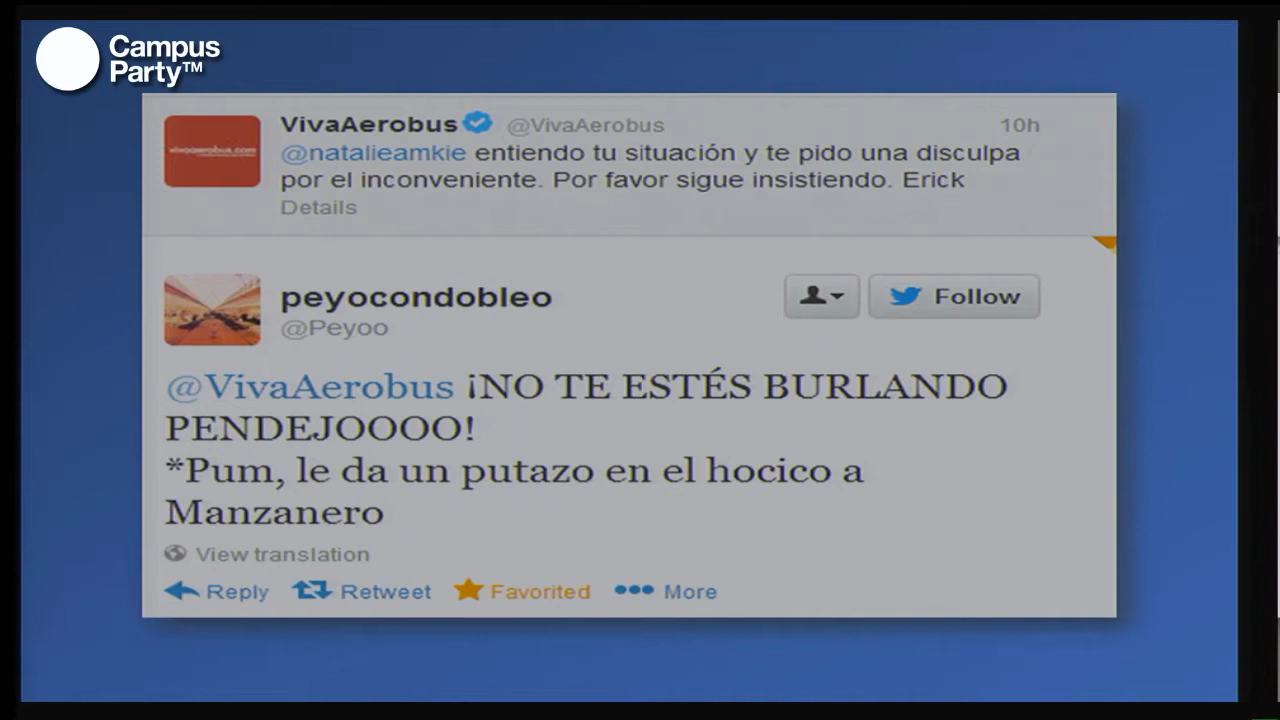 Campus
Party™
VivaAerobus @VivaAerobus 10h
@natalieamkie entiendo tu situación y te pido una disculpa
por el inconveniente. Por favor sigue insistiendo. Erick
Details
vivaaerobus.com
peyocondobleo
Follow
@Peyoo
@VivaAerobus ¡NO TE ESTÉS BURLANDO
PENDEJOOOO!
*Pum, le da un putazo en el hocico a
Manzanero
View translation
Reply Retweet Favorited More